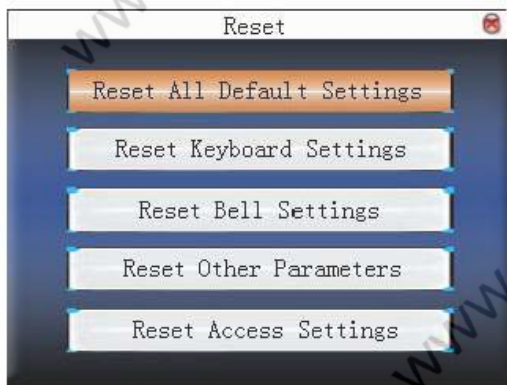 Reset
Reset All Default Settings
Reset Keyboard Settings
Reset Bell Settings
Reset Other Parameters
Reset Access Settings